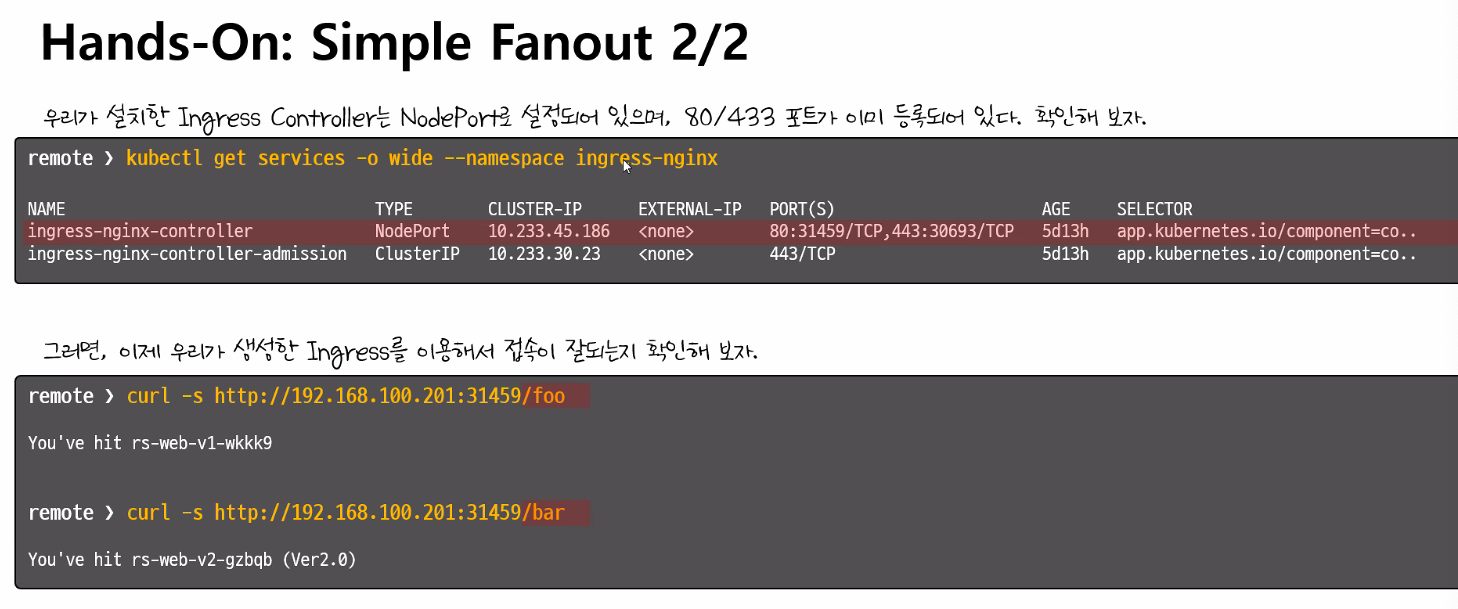 Hands-On: Simple Fanout 2/2
우리가 설치한 Ingress Controller는 NodePort로 설정되어 있으며, 80/433 포트가 이미 등록되어 있다. 확인해 보자.
remote ❯ kubectl get services -o wide --namespace ingress-nginx
NAME TYPE CLUSTER-IP EXTERNAL-IP PORT(S) AGE SELECTOR
ingress-nginx-controller NodePort 10.233.45.186 <none> 80:31459/TCP,443:30693/TCP 5d13h app.kubernetes.io/component=co..
ingress-nginx-controller-admission ClusterIP 10.233.30.23 <none> 443/TCP 5d13h app.kubernetes.io/component=co..
그러면, 이제 우리가 생성한 Ingress를 이용해서 접속이 잘되는지 확인해 보자.
remote ❯ curl -s http://192.168.100.201:31459/foo
You've hit rs-web-v1-wkkk9
remote ❯ curl -s http://192.168.100.201:31459/bar
You've hit rs-web-v2-gzbqb (Ver2.0)